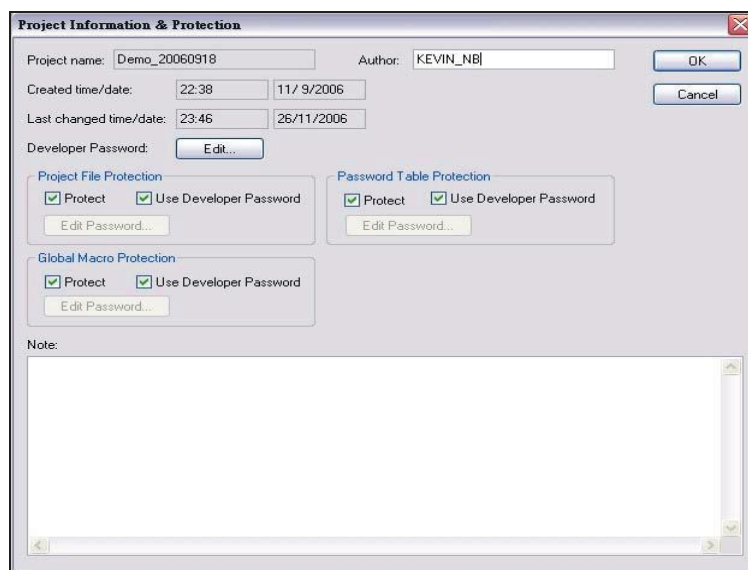 Project Information & Protection
Project name: Demo_20060918 Author: KEVIN_NB OK
Created time/date: 22:38 11/ 9/2006 Cancel
Last changed time/date: 23:46 26/11/2006
Developer Password: Edit...
Project File Protection Password Table Protection
Protect Use Developer Password Protect Use Developer Password
Edit Password... Edit Password...
Global Macro Protection
Protect Use Developer Password
Edit Password...
Note: